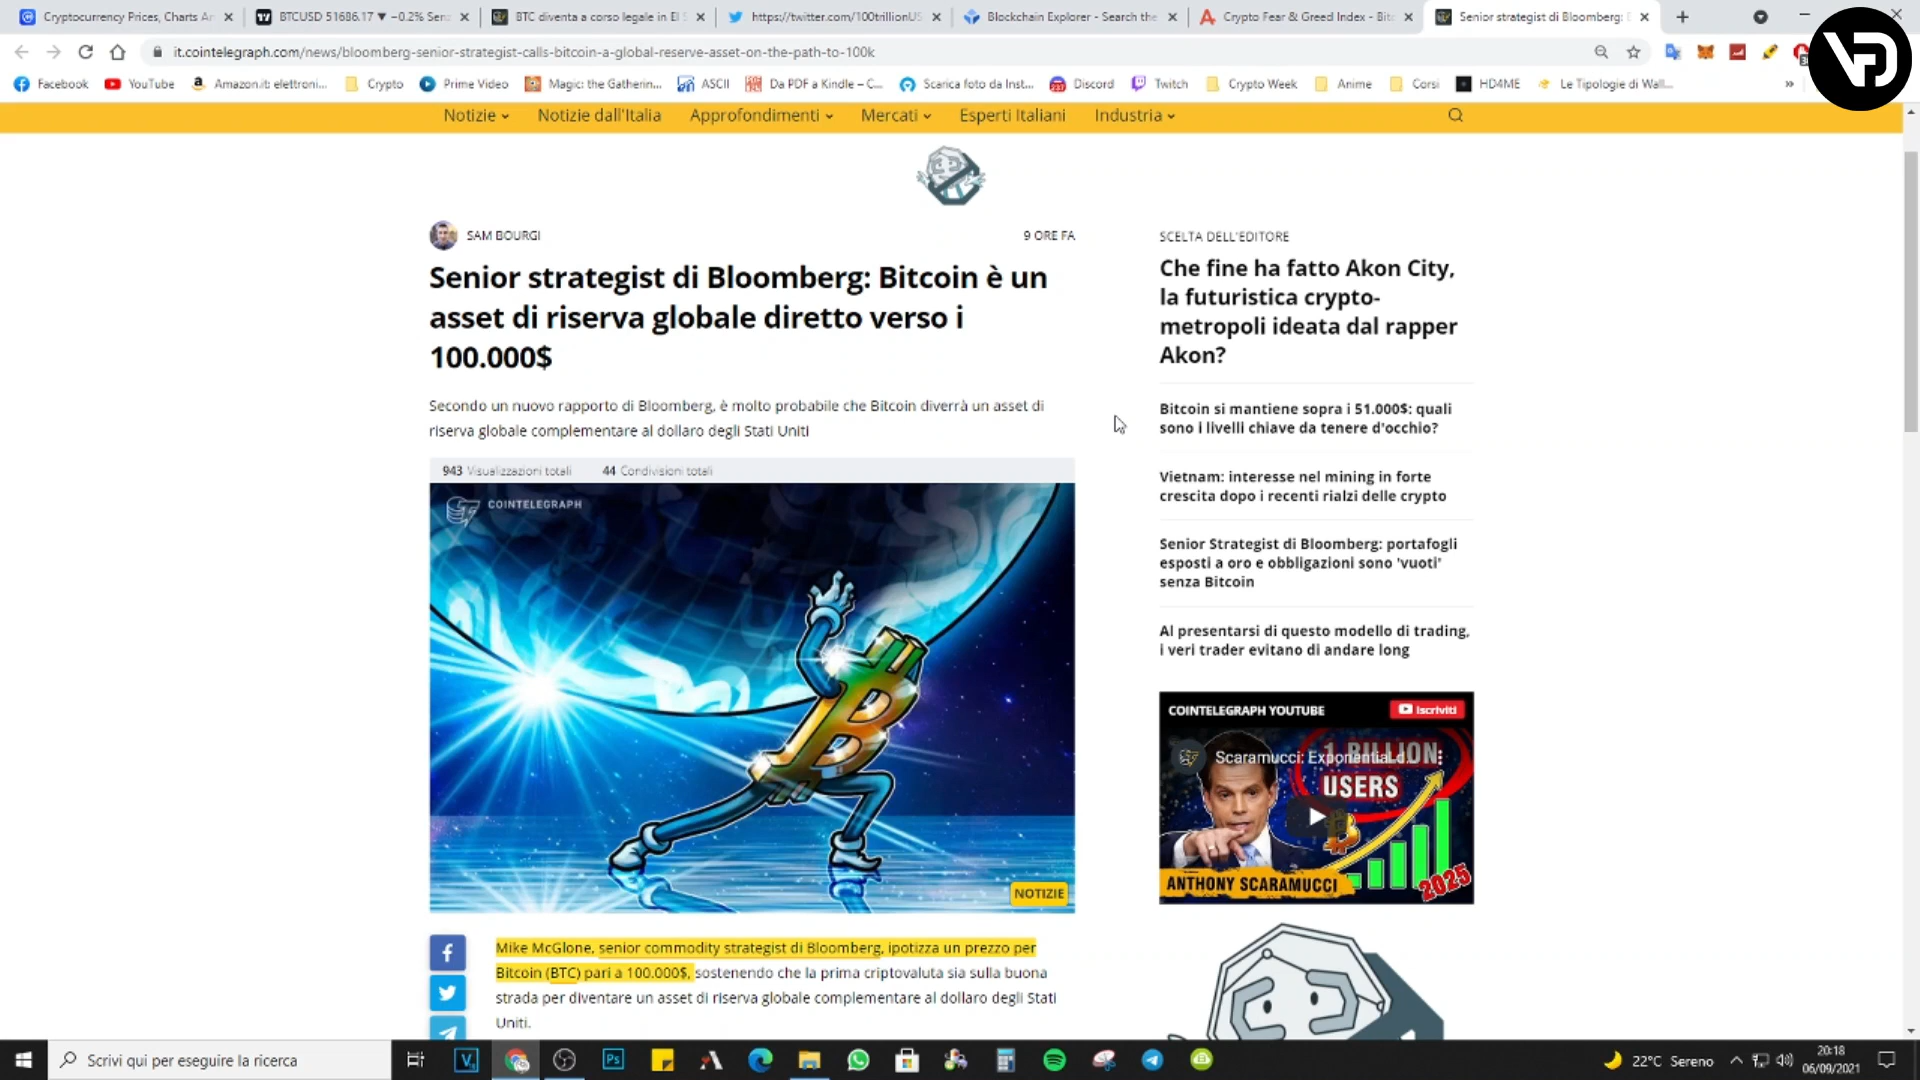 Cryptocurrency Prices, Charts Ar
BTCUSD 51686.17 ▼ −0.2% Sen
BTC diventa a corso legale in El S
https://twitter.com/100trillionUS
Blockchain Explorer - Search the
Crypto Fear & Greed Index - Bitc
Senior strategist di Bloomberg: B
it.cointelegraph.com/news/bloomberg-senior-strategist-calls-bitcoin-a-global-reserve-asset-on-the-path-to-100k
Facebook
YouTube
Amazon.it: elettroni...
Crypto
Prime Video
Magic: the Gatherin...
ASCII
Da PDF a Kindle – C...
Scarica foto da Inst...
Discord
Twitch
Crypto Week
Anime
Corsi
HD4ME
Le Tipologie di Wall...
»
Notizie
Notizie dall'Italia
Approfondimenti
Mercati
Esperti Italiani
Industria
SAM BOURGI
9 ORE FA
Senior strategist di Bloomberg: Bitcoin è un
asset di riserva globale diretto verso i
100.000$
Secondo un nuovo rapporto di Bloomberg, è molto probabile che Bitcoin diverrà un asset di
riserva globale complementare al dollaro degli Stati Uniti
943 Visualizzazioni totali
44 Condivisioni totali
COINTELEGRAPH
NOTIZIE
Mike McGlone, senior commodity strategist di Bloomberg, ipotizza un prezzo per
Bitcoin (BTC) pari a 100.000$, sostenendo che la prima criptovaluta sia sulla buona
strada per diventare un asset di riserva globale complementare al dollaro degli Stati
Uniti.
SCELTA DELL'EDITORE
Che fine ha fatto Akon City,
la futuristica crypto-
metropoli ideata dal rapper
Akon?
Bitcoin si mantiene sopra i 51.000$: quali
sono i livelli chiave da tenere d'occhio?
Vietnam: interesse nel mining in forte
crescita dopo i recenti rialzi delle crypto
Senior Strategist di Bloomberg: portafogli
esposti a oro e obbligazioni sono 'vuoti'
senza Bitcoin
Al presentarsi di questo modello di trading,
i veri trader evitano di andare long
COINTELEGRAPH YOUTUBE
Iscriviti
Scaramucci: Exponential d...
1 BILLION
USERS
ANTHONY SCARAMUCCI
2025
Scrivi qui per eseguire la ricerca
22°C Sereno
20:18
06/09/2021